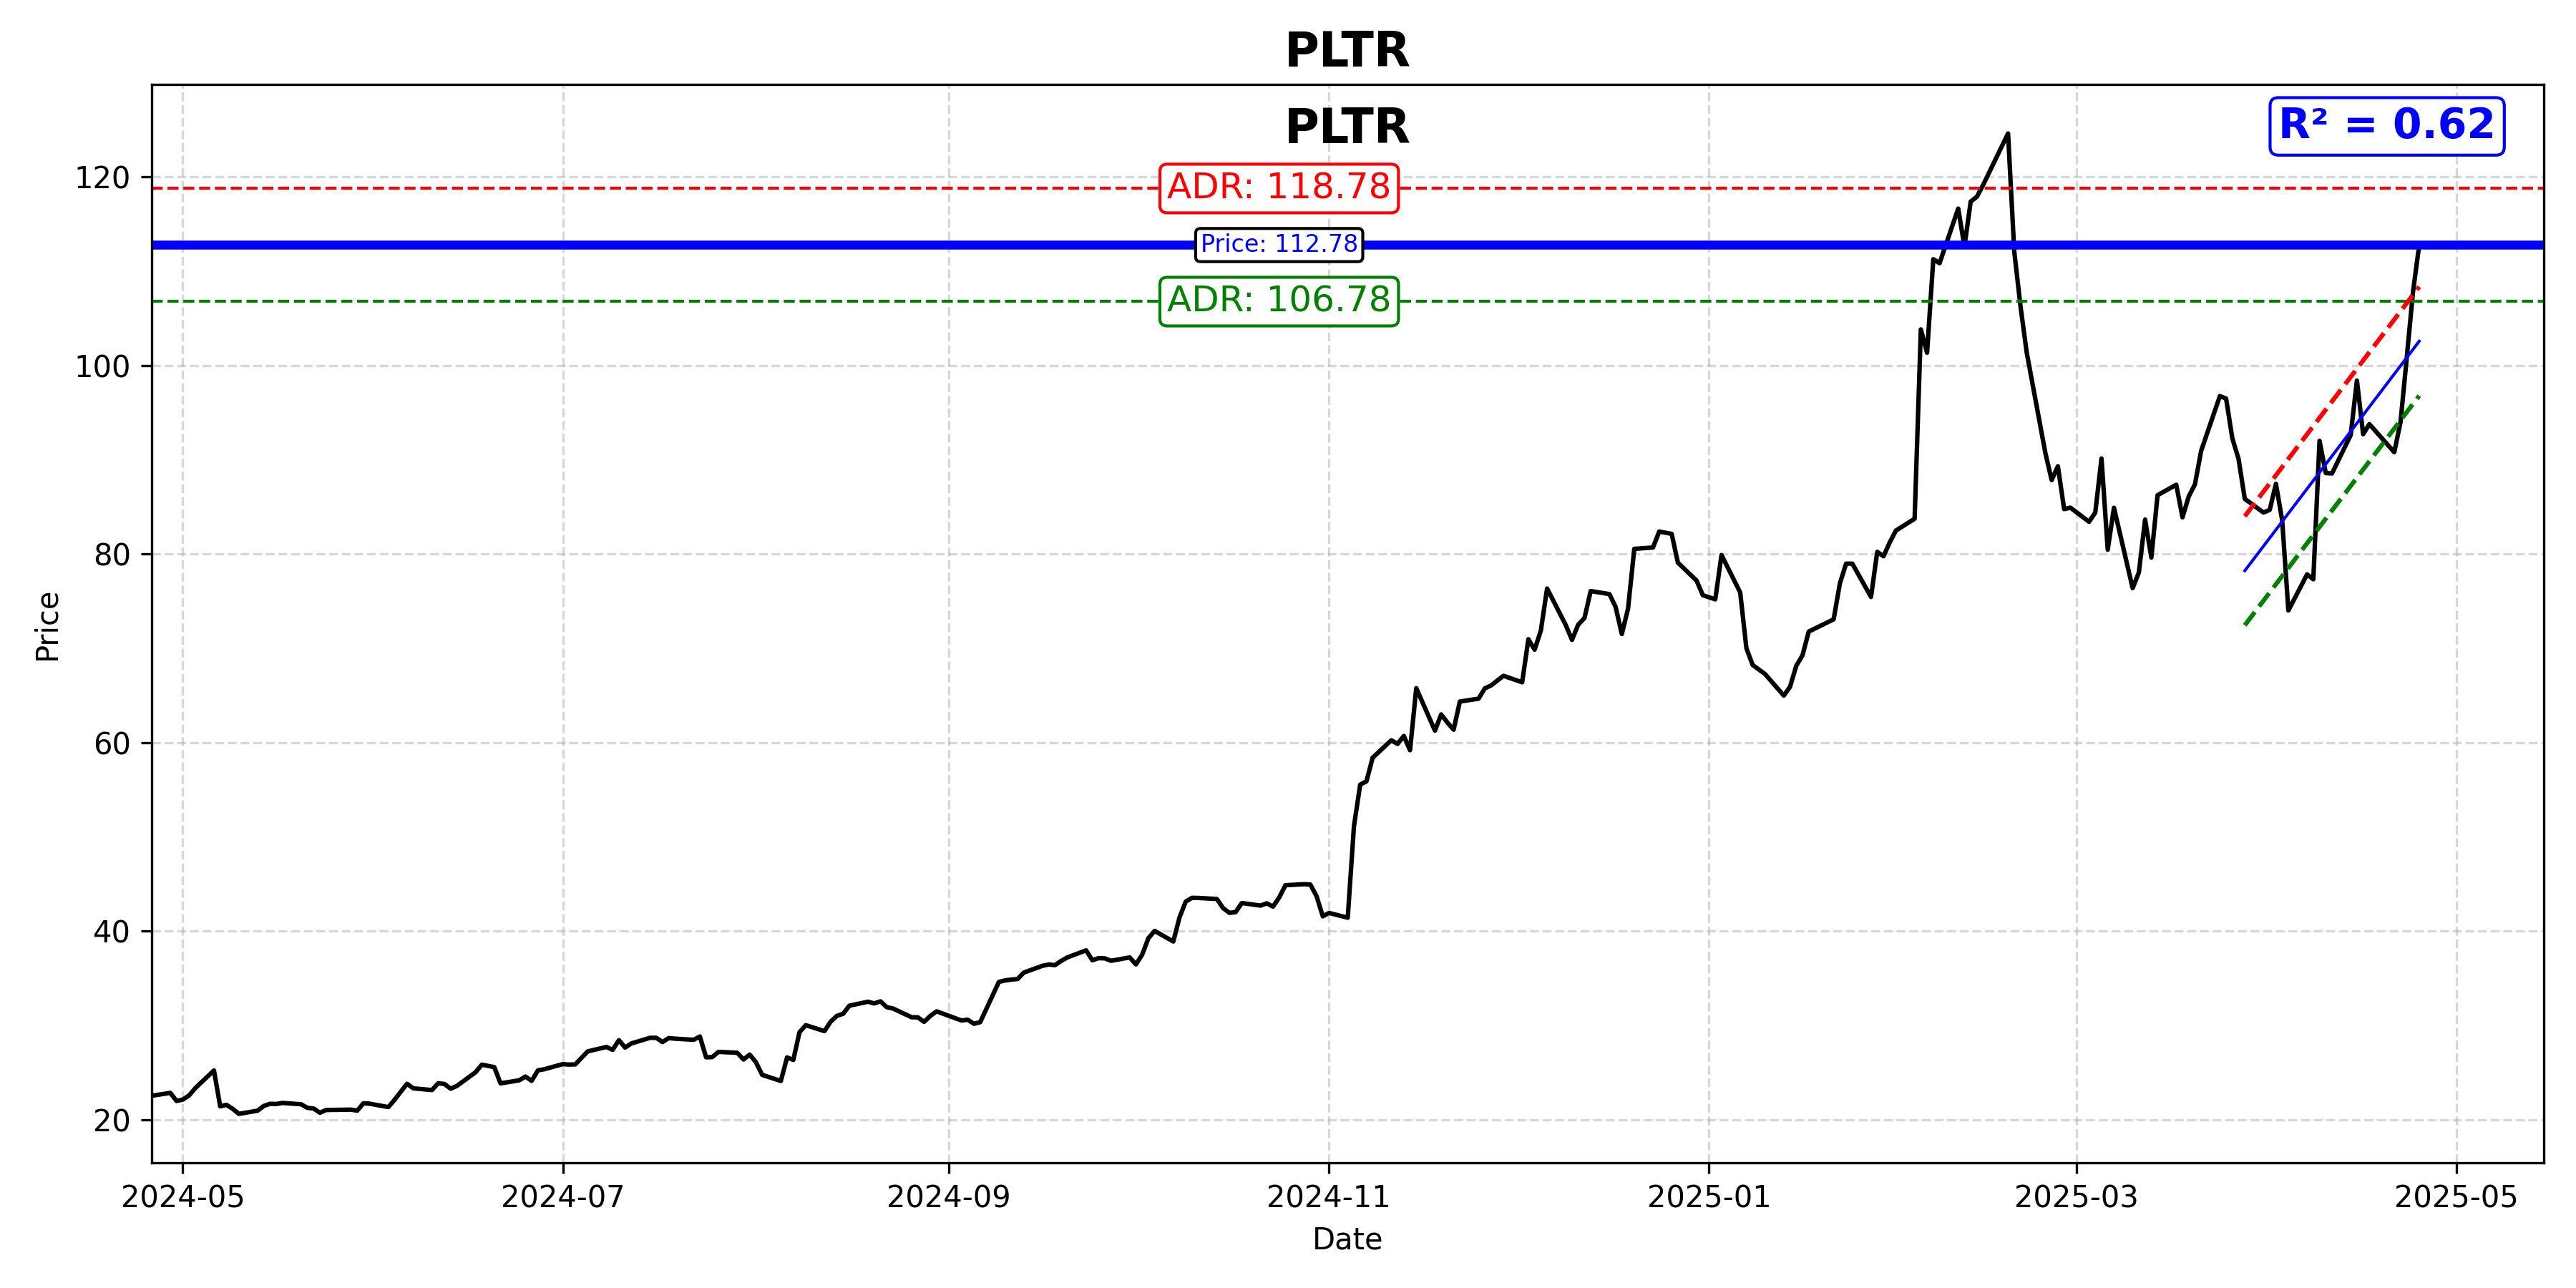 PLTR
PLTR
R² = 0.62
ADR: 118.78
Price: 112.78
ADR: 106.78
120
100
80
60
40
20
Price
2024-05
2024-07
2024-09
2024-11
2025-01
2025-03
2025-05
Date